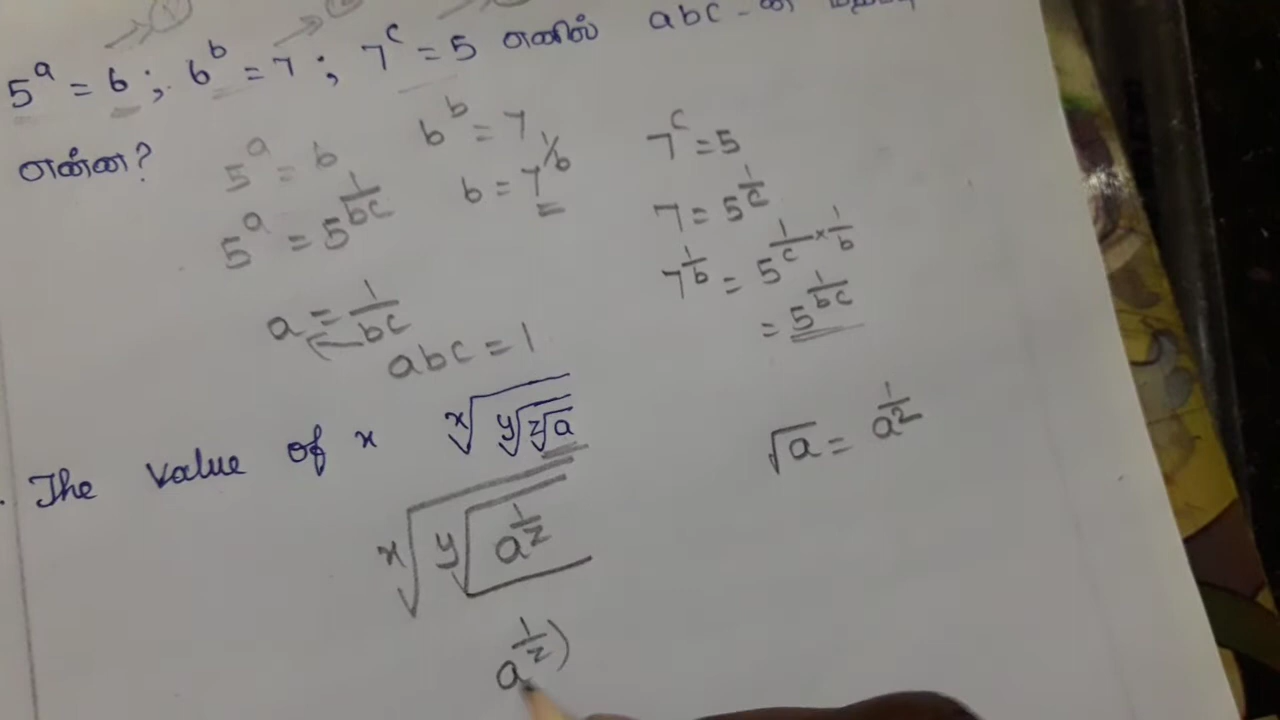 5^a = 6 ; 6^b = 7 ; 7^c = 5 எனில் abc - ன்
என்ன?
5^a = 6
5^a = 5^(1/bc)
a = 1/bc
abc = 1
6^b = 7
6 = 7^(1/b)
7^c = 5
7 = 5^(1/c)
7^(1/b) = 5^(1/c × 1/b)
= 5^(1/bc)
The value of x ˣ√ʸ√ᶻ√a
√a = a^(1/2)
ˣ√ʸ√a^(1/z)
a^(1/z))